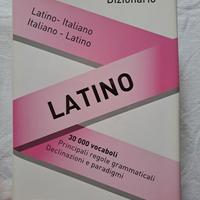 Dizionario
Latino- Italiano
Italiano - Latino
LATINO
30 000 vocaboli
Principali regole grammaticali
Declinazioni e paradigmi